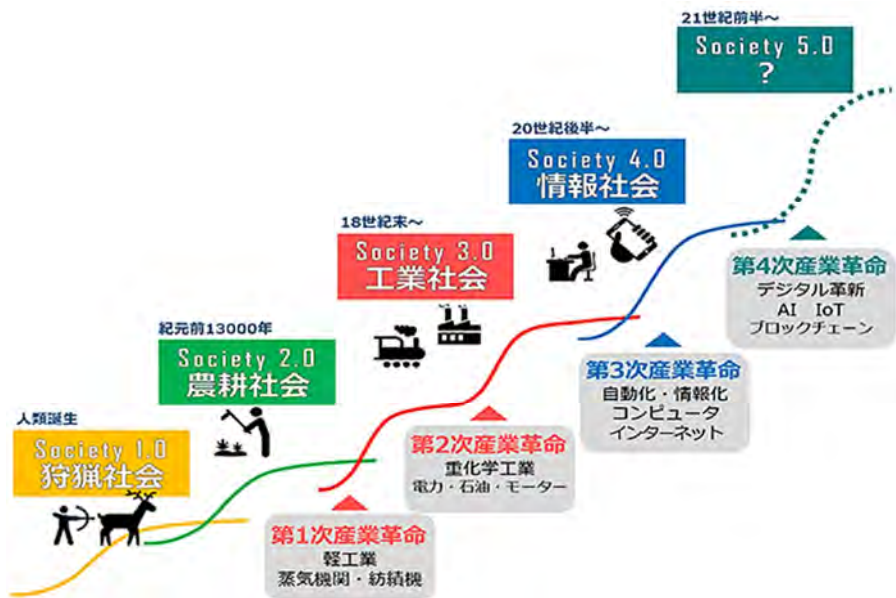 21世紀前半～
Society 5.0
?
20世紀後半～
Society 4.0
情報社会
18世紀末～
Society 3.0
工業社会
紀元前13000年
Society 2.0
農耕社会
人類誕生
Society 1.0
狩猟社会
第1次産業革命
軽工業
蒸気機関・紡績機
第2次産業革命
重化学工業
電力・石油・モーター
第3次産業革命
自動化・情報化
コンピュータ
インターネット
第4次産業革命
デジタル革新
AI IoT
ブロックチェーン